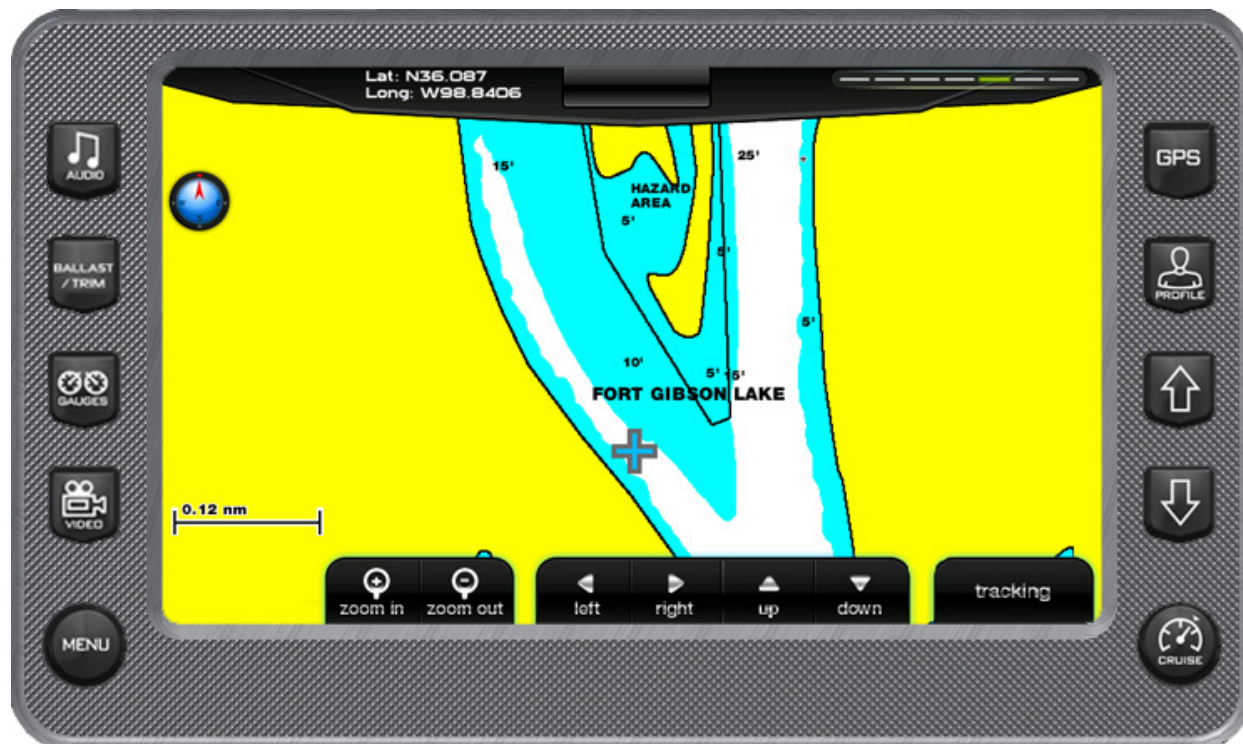 Lat: N36.087
Long: W98.8406
AUDIO
BALLAST
/ TRIM
GAUGES
VIDEO
MENU
GPS
PROFILE
CRUISE
15'
25'
HAZARD
AREA
5'
5'
5'
10'
5' 15'
FORT GIBSON LAKE
0.12 nm
zoom in
zoom out
left
right
up
down
tracking